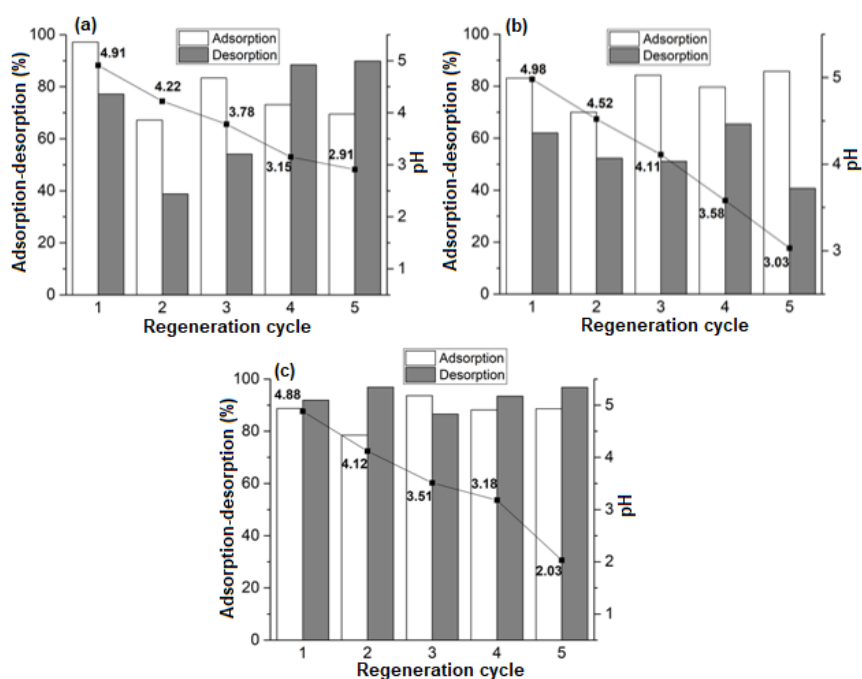 (a)
Adsorption
Desorption
100
80
60
40
20
0
Adsorption-desorption (%)
4.91
4.22
3.78
3.15
2.91
5
4
3
2
1
pH
1 2 3 4 5
Regeneration cycle
(b)
Adsorption
Desorption
100
80
60
40
20
0
Adsorption-desorption (%)
4.98
4.52
4.11
3.58
3.03
5
4
3
pH
1 2 3 4 5
Regeneration cycle
(c)
Adsorption
Desorption
100
80
60
40
20
0
Adsorption-desorption (%)
4.88
4.12
3.51
3.18
2.03
5
4
3
2
1
pH
1 2 3 4 5
Regeneration cycle